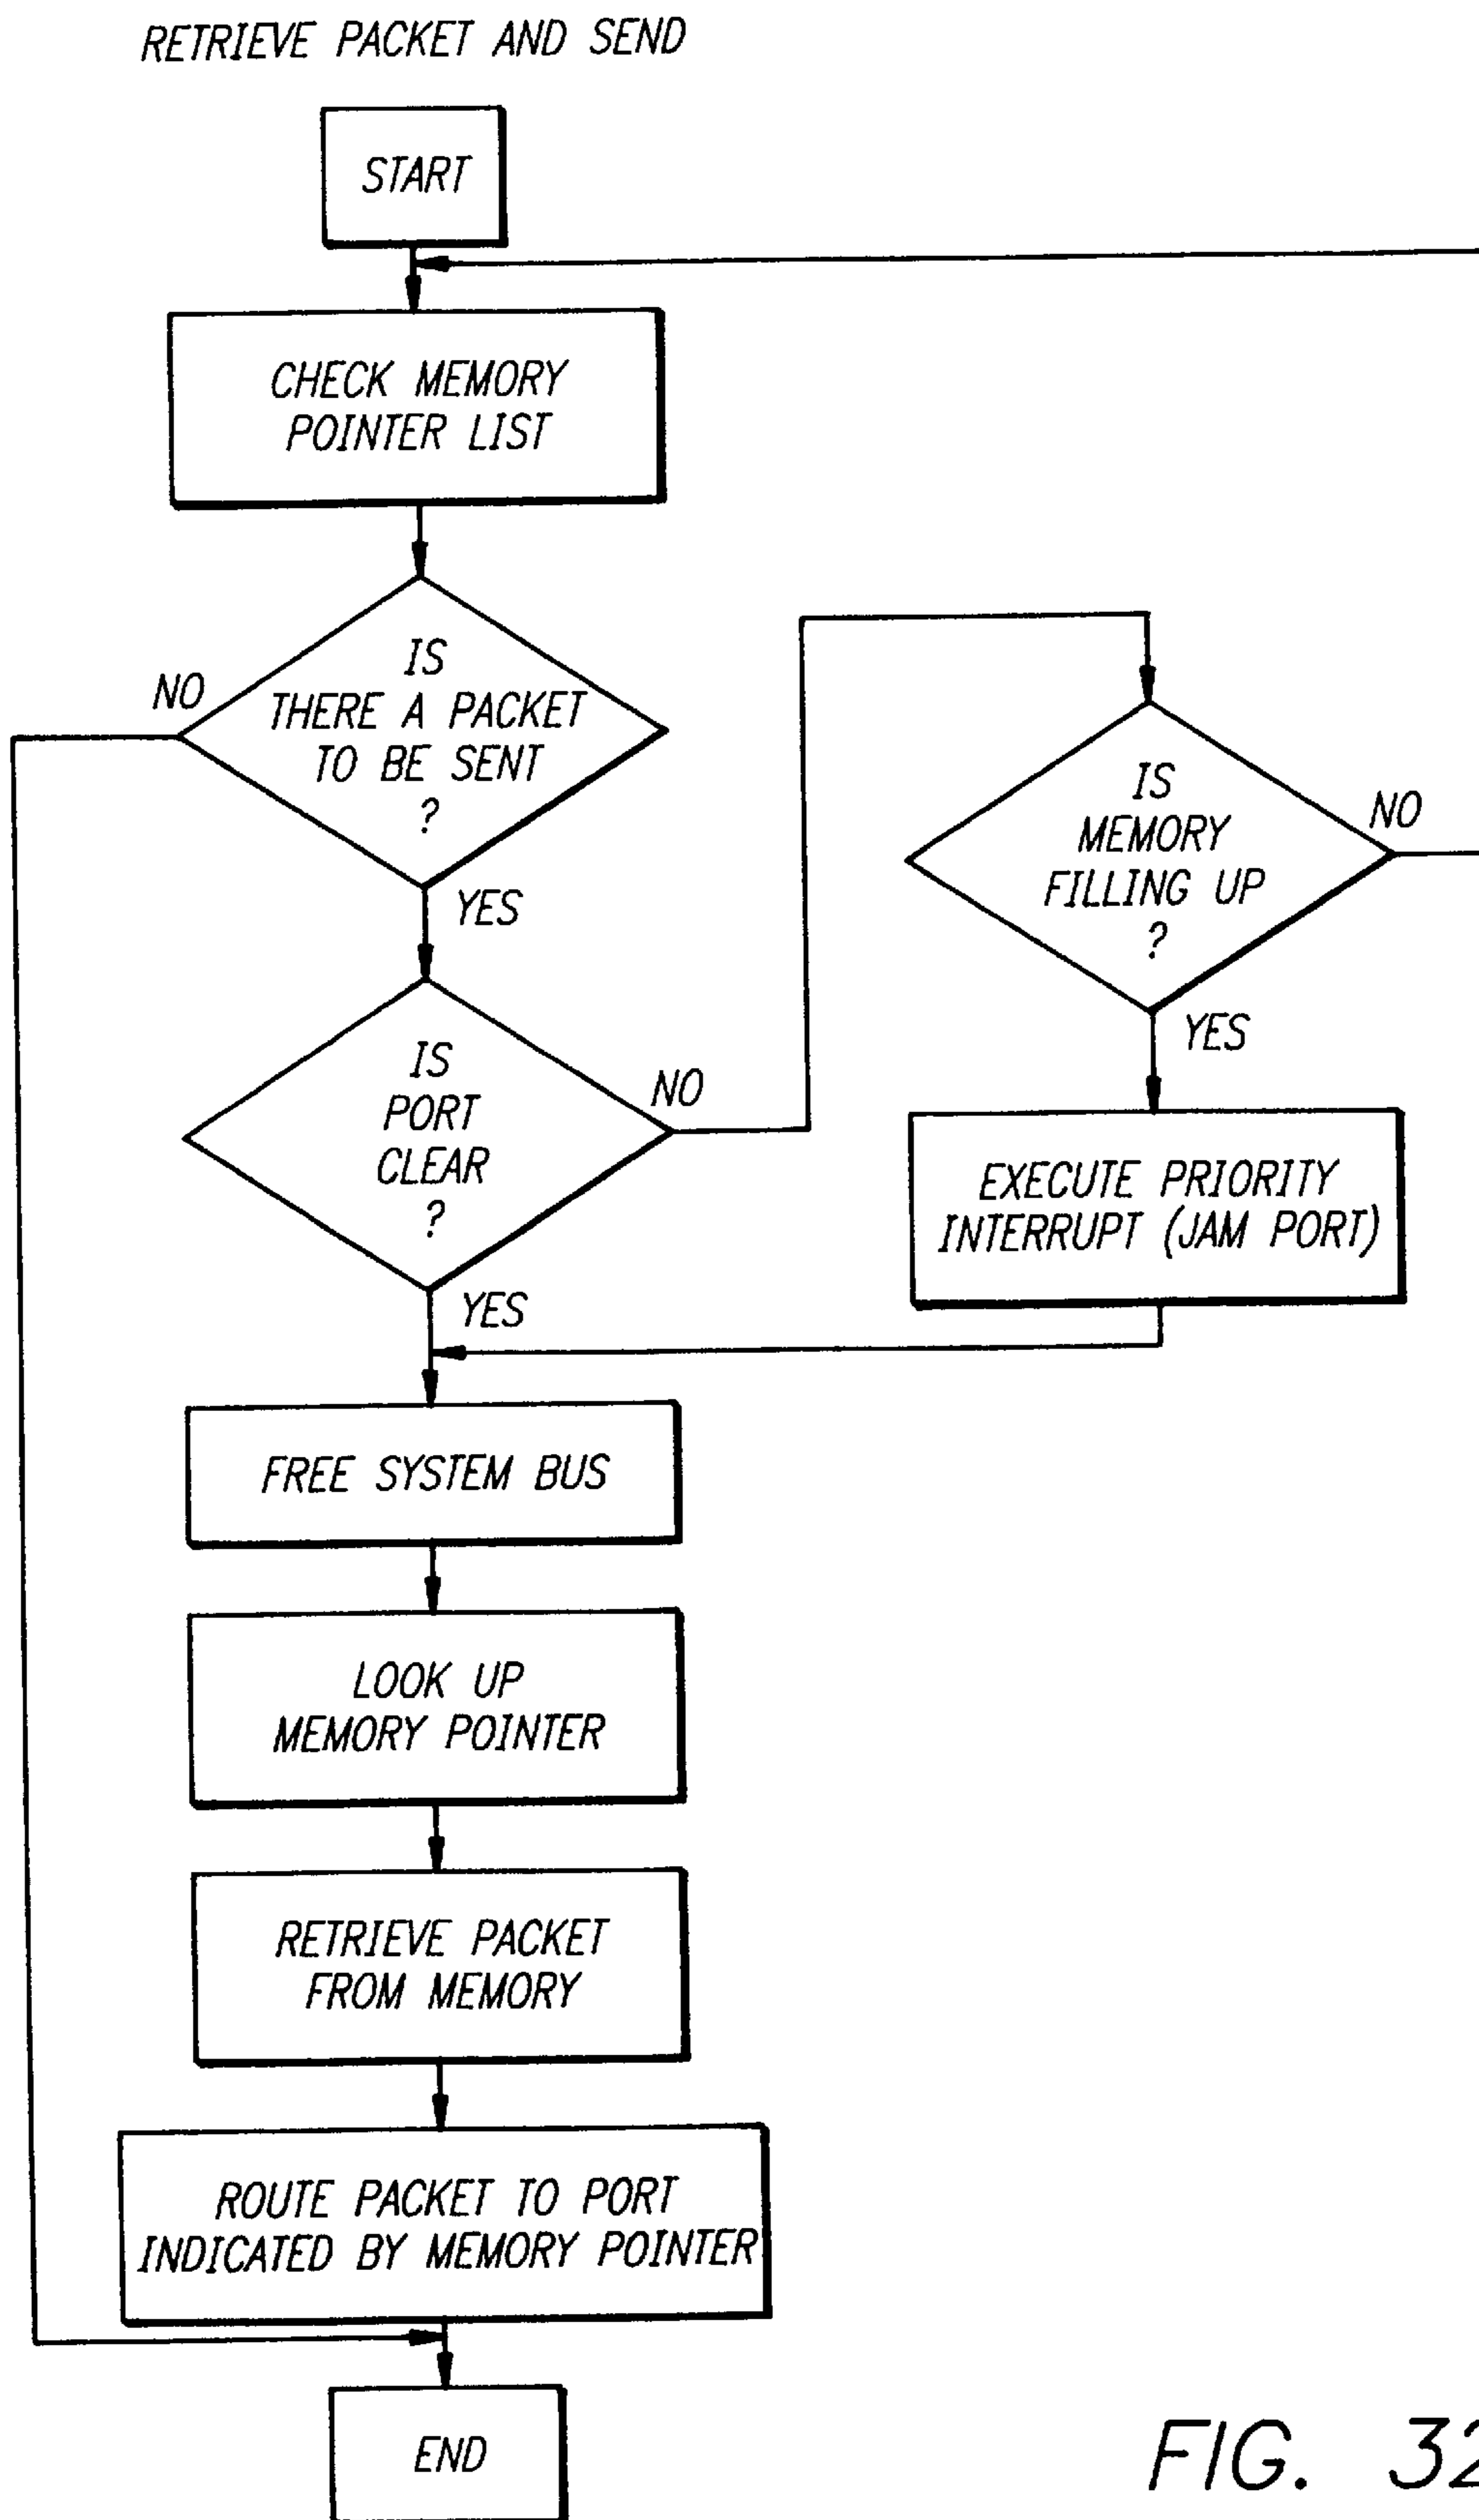 RETRIEVE PACKET AND SEND
START
CHECK MEMORY
POINTER LIST
IS
THERE A PACKET
TO BE SENT
?
NO
YES
IS
PORT
CLEAR
?
NO
YES
IS
MEMORY
FILLING UP
?
NO
YES
EXECUTE PRIORITY
INTERRUPT (JAM PORT)
FREE SYSTEM BUS
LOOK UP
MEMORY POINTER
RETRIEVE PACKET
FROM MEMORY
ROUTE PACKET TO PORT
INDICATED BY MEMORY POINTER
END
FIG. 32